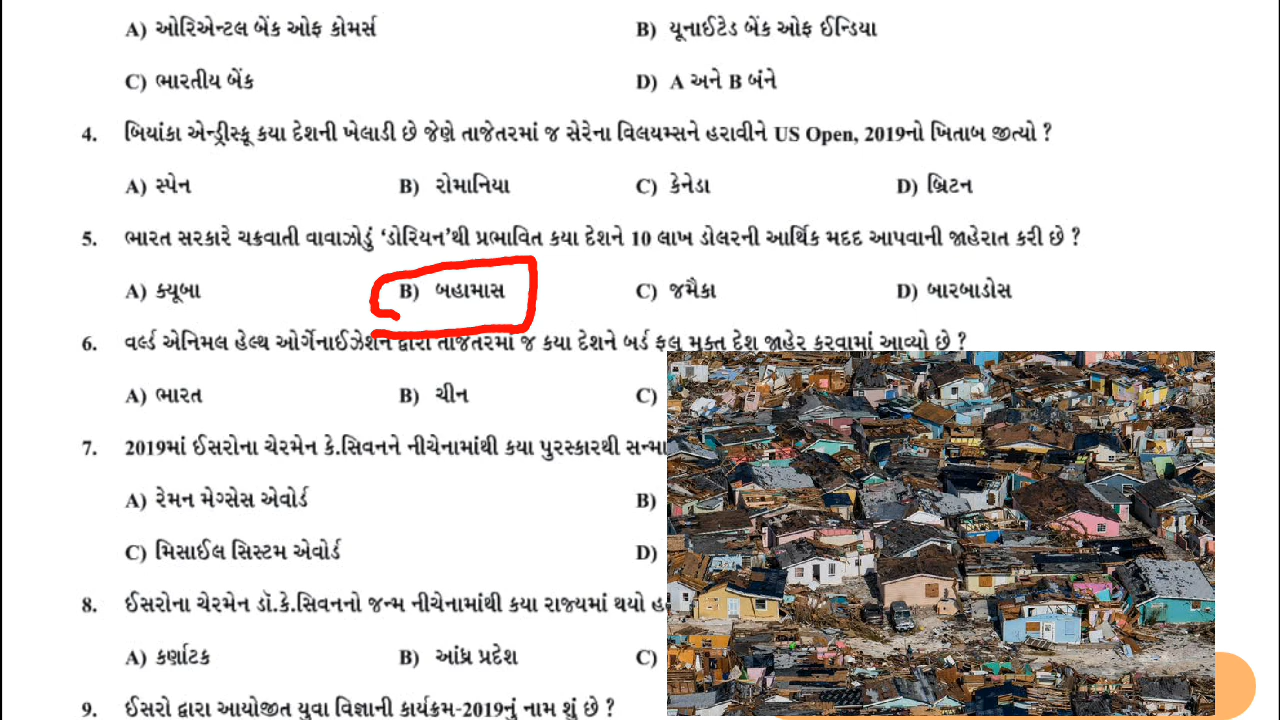 A) ઓરિએન્ટલ બેંક ઓફ કોમર્સ B) યૂનાઈટેડ બેંક ઓફ ઈન્ડિયા
C) ભારતીય બેંક D) A અને B બંને
4. બિયાંકા એન્ડ્રીસ્કૂ કયા દેશની ખેલાડી છે જેણે તાજેતરમાં જ સેરેના વિલયમ્સને હરાવીને US Open, 2019નો ખિતાબ જીત્યો ?
A) સ્પેન B) રોમાનિયા C) કેનેડા D) બ્રિટન
5. ભારત સરકારે ચક્રવાતી વાવાઝોડું ‘ડોરિયન’થી પ્રભાવિત કયા દેશને 10 લાખ ડોલરની આર્થિક મદદ આપવાની જાહેરાત કરી છે ?
A) ક્યૂબા B) બહામાસ C) જમૈકા D) બારબાડોસ
6. વર્લ્ડ એનિમલ હેલ્થ ઓર્ગેનાઈઝેશન દ્વારા તાજેતરમાં જ કયા દેશને બર્ડ ફ્લૂ મુક્ત દેશ જાહેર કરવામાં આવ્યો છે ?
A) ભારત B) ચીન C)
7. 2019માં ઈસરોના ચેરમેન કે.સિવનને નીચેનામાંથી કયા પુરસ્કારથી સન્મા
A) રેમન મેગ્સેસ એવોર્ડ B)
C) મિસાઈલ સિસ્ટમ એવોર્ડ D)
8. ઈસરોના ચેરમેન ડૉ.કે.સિવનનો જન્મ નીચેનામાંથી કયા રાજ્યમાં થયો
A) કર્ણાટક B) આંધ્ર પ્રદેશ C)
9. ઈસરો દ્વારા આયોજીત યુવા વિજ્ઞાની કાર્યક્રમ-2019નું નામ શું છે ?